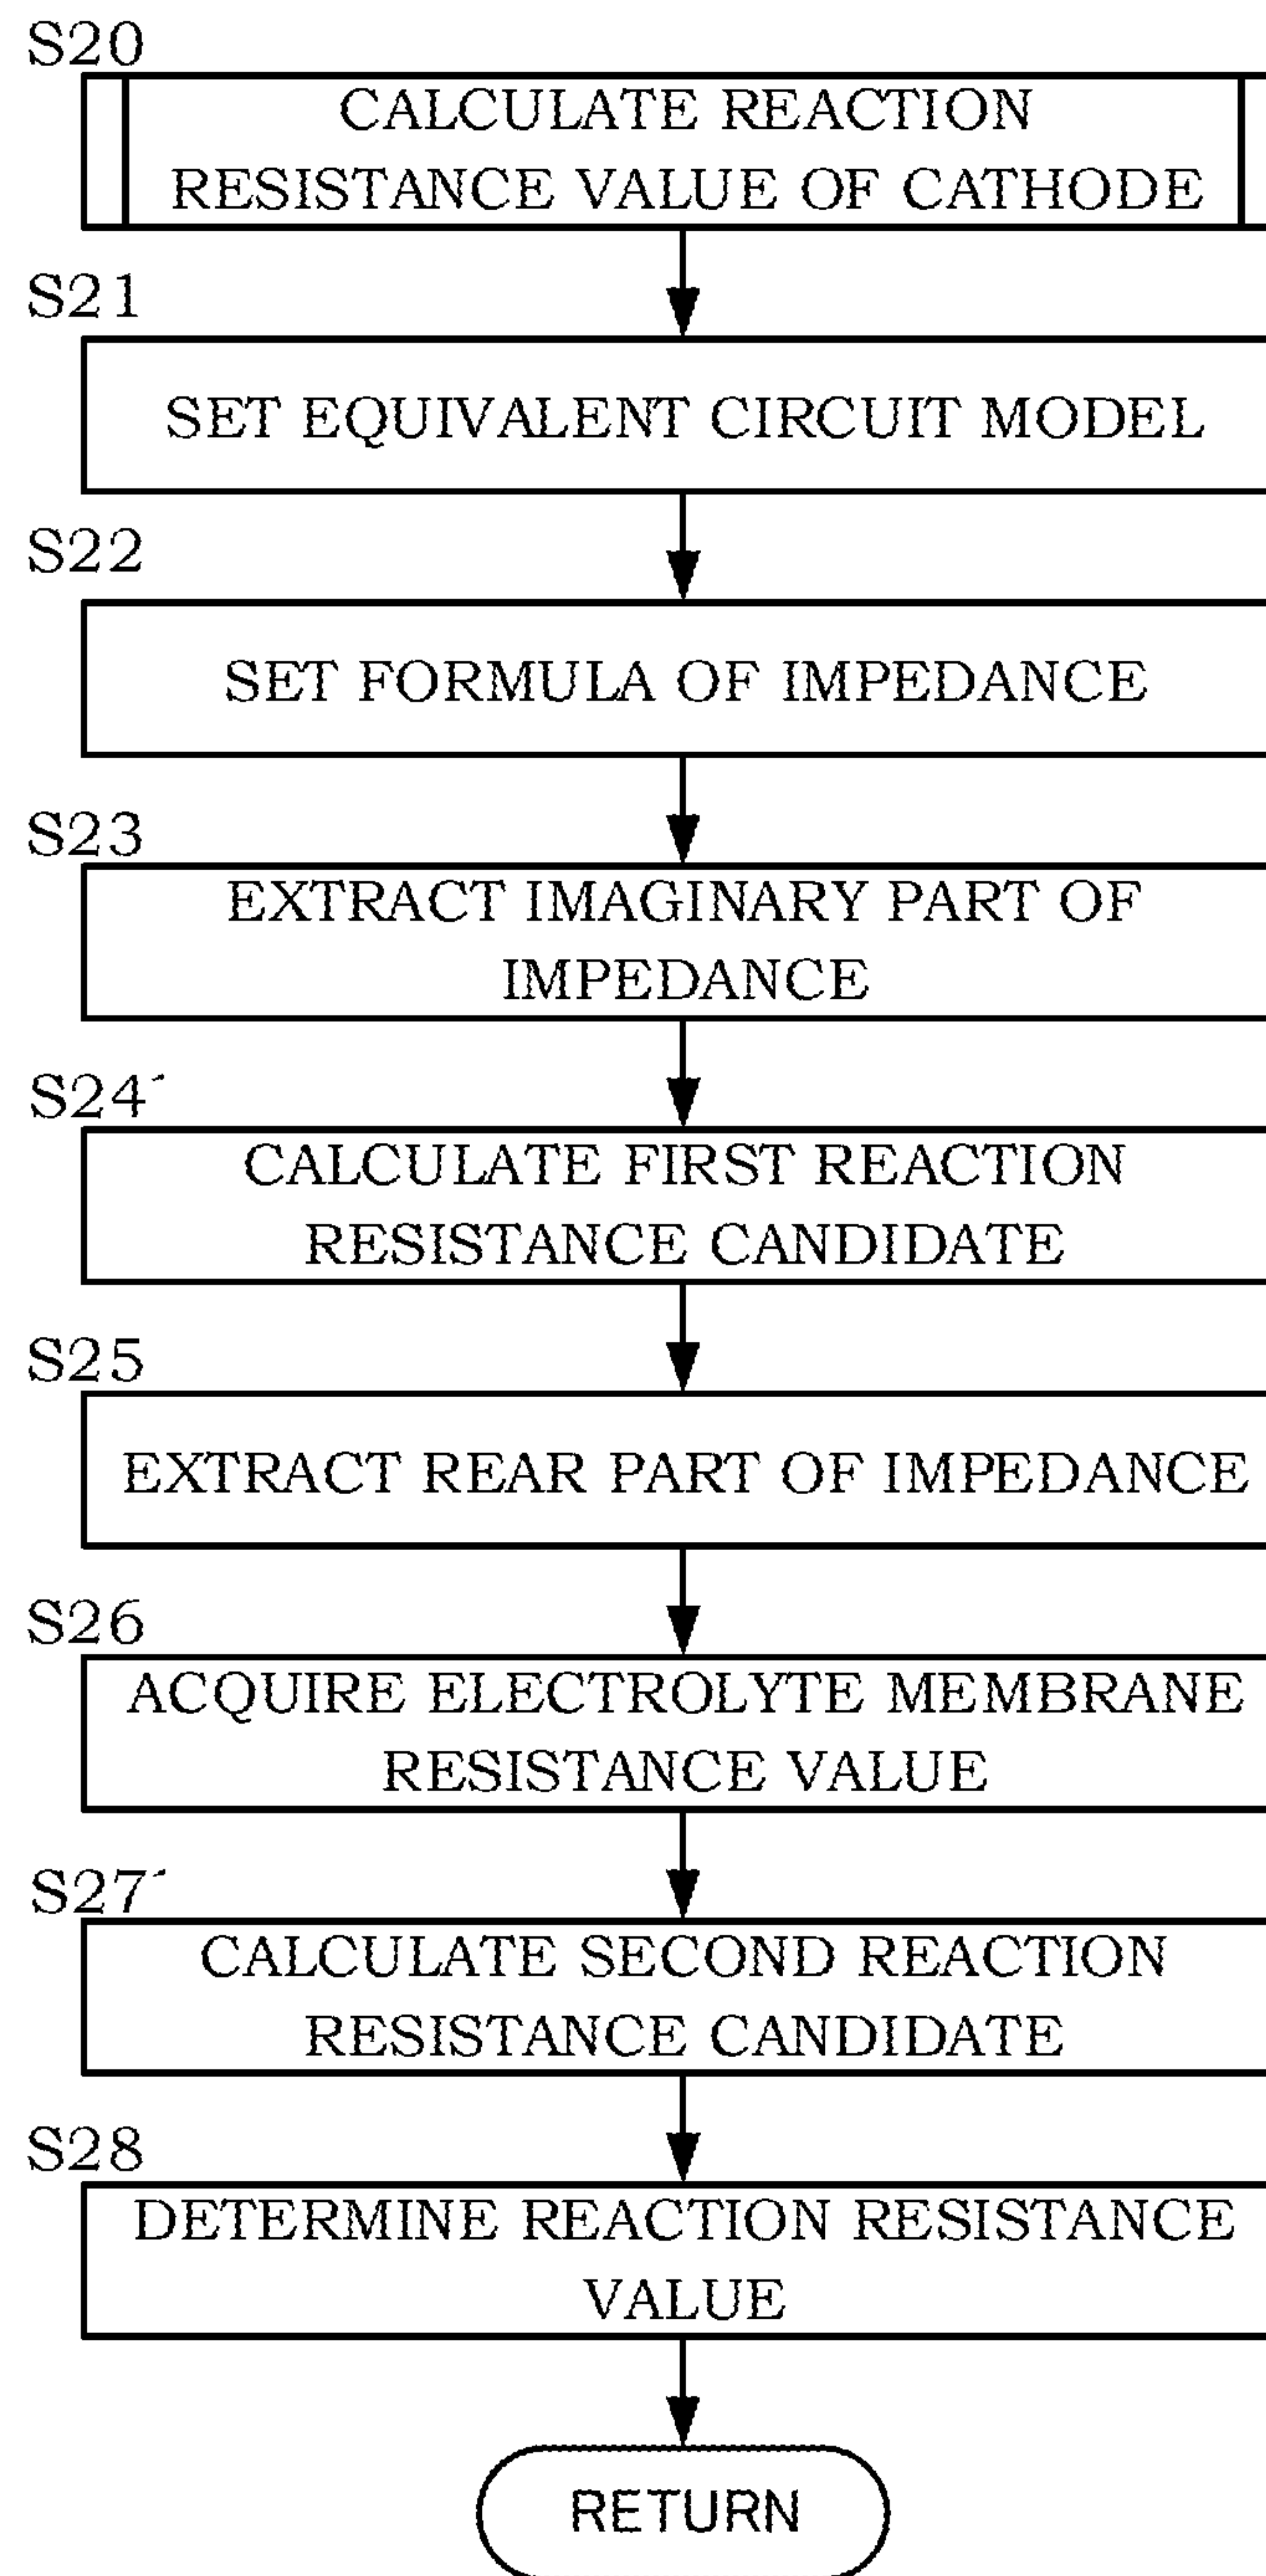 S20
CALCULATE REACTION
RESISTANCE VALUE OF CATHODE
S21
SET EQUIVALENT CIRCUIT MODEL
S22
SET FORMULA OF IMPEDANCE
S23
EXTRACT IMAGINARY PART OF
IMPEDANCE
S24´
CALCULATE FIRST REACTION
RESISTANCE CANDIDATE
S25
EXTRACT REAR PART OF IMPEDANCE
S26
ACQUIRE ELECTROLYTE MEMBRANE
RESISTANCE VALUE
S27´
CALCULATE SECOND REACTION
RESISTANCE CANDIDATE
S28
DETERMINE REACTION RESISTANCE
VALUE
RETURN